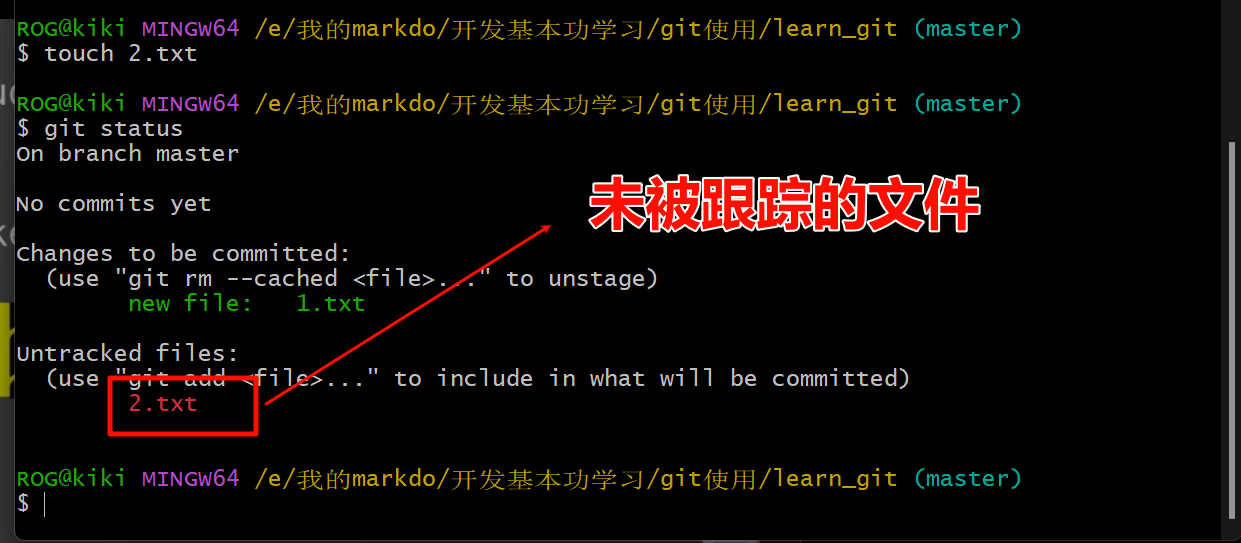 ROG@kiki MINGW64 /e/我的markdo/开发基本功学习/git使用/learn_git (master)
$ touch 2.txt
ROG@kiki MINGW64 /e/我的markdo/开发基本功学习/git使用/learn_git (master)
$ git status
On branch master
未被跟踪的文件
No commits yet
Changes to be committed:
(use "git rm --cached <file>..." to unstage)
new file:   1.txt
Untracked files:
(use "git add <file>..." to include in what will be committed)
2.txt
ROG@kiki MINGW64 /e/我的markdo/开发基本功学习/git使用/learn_git (master)
$